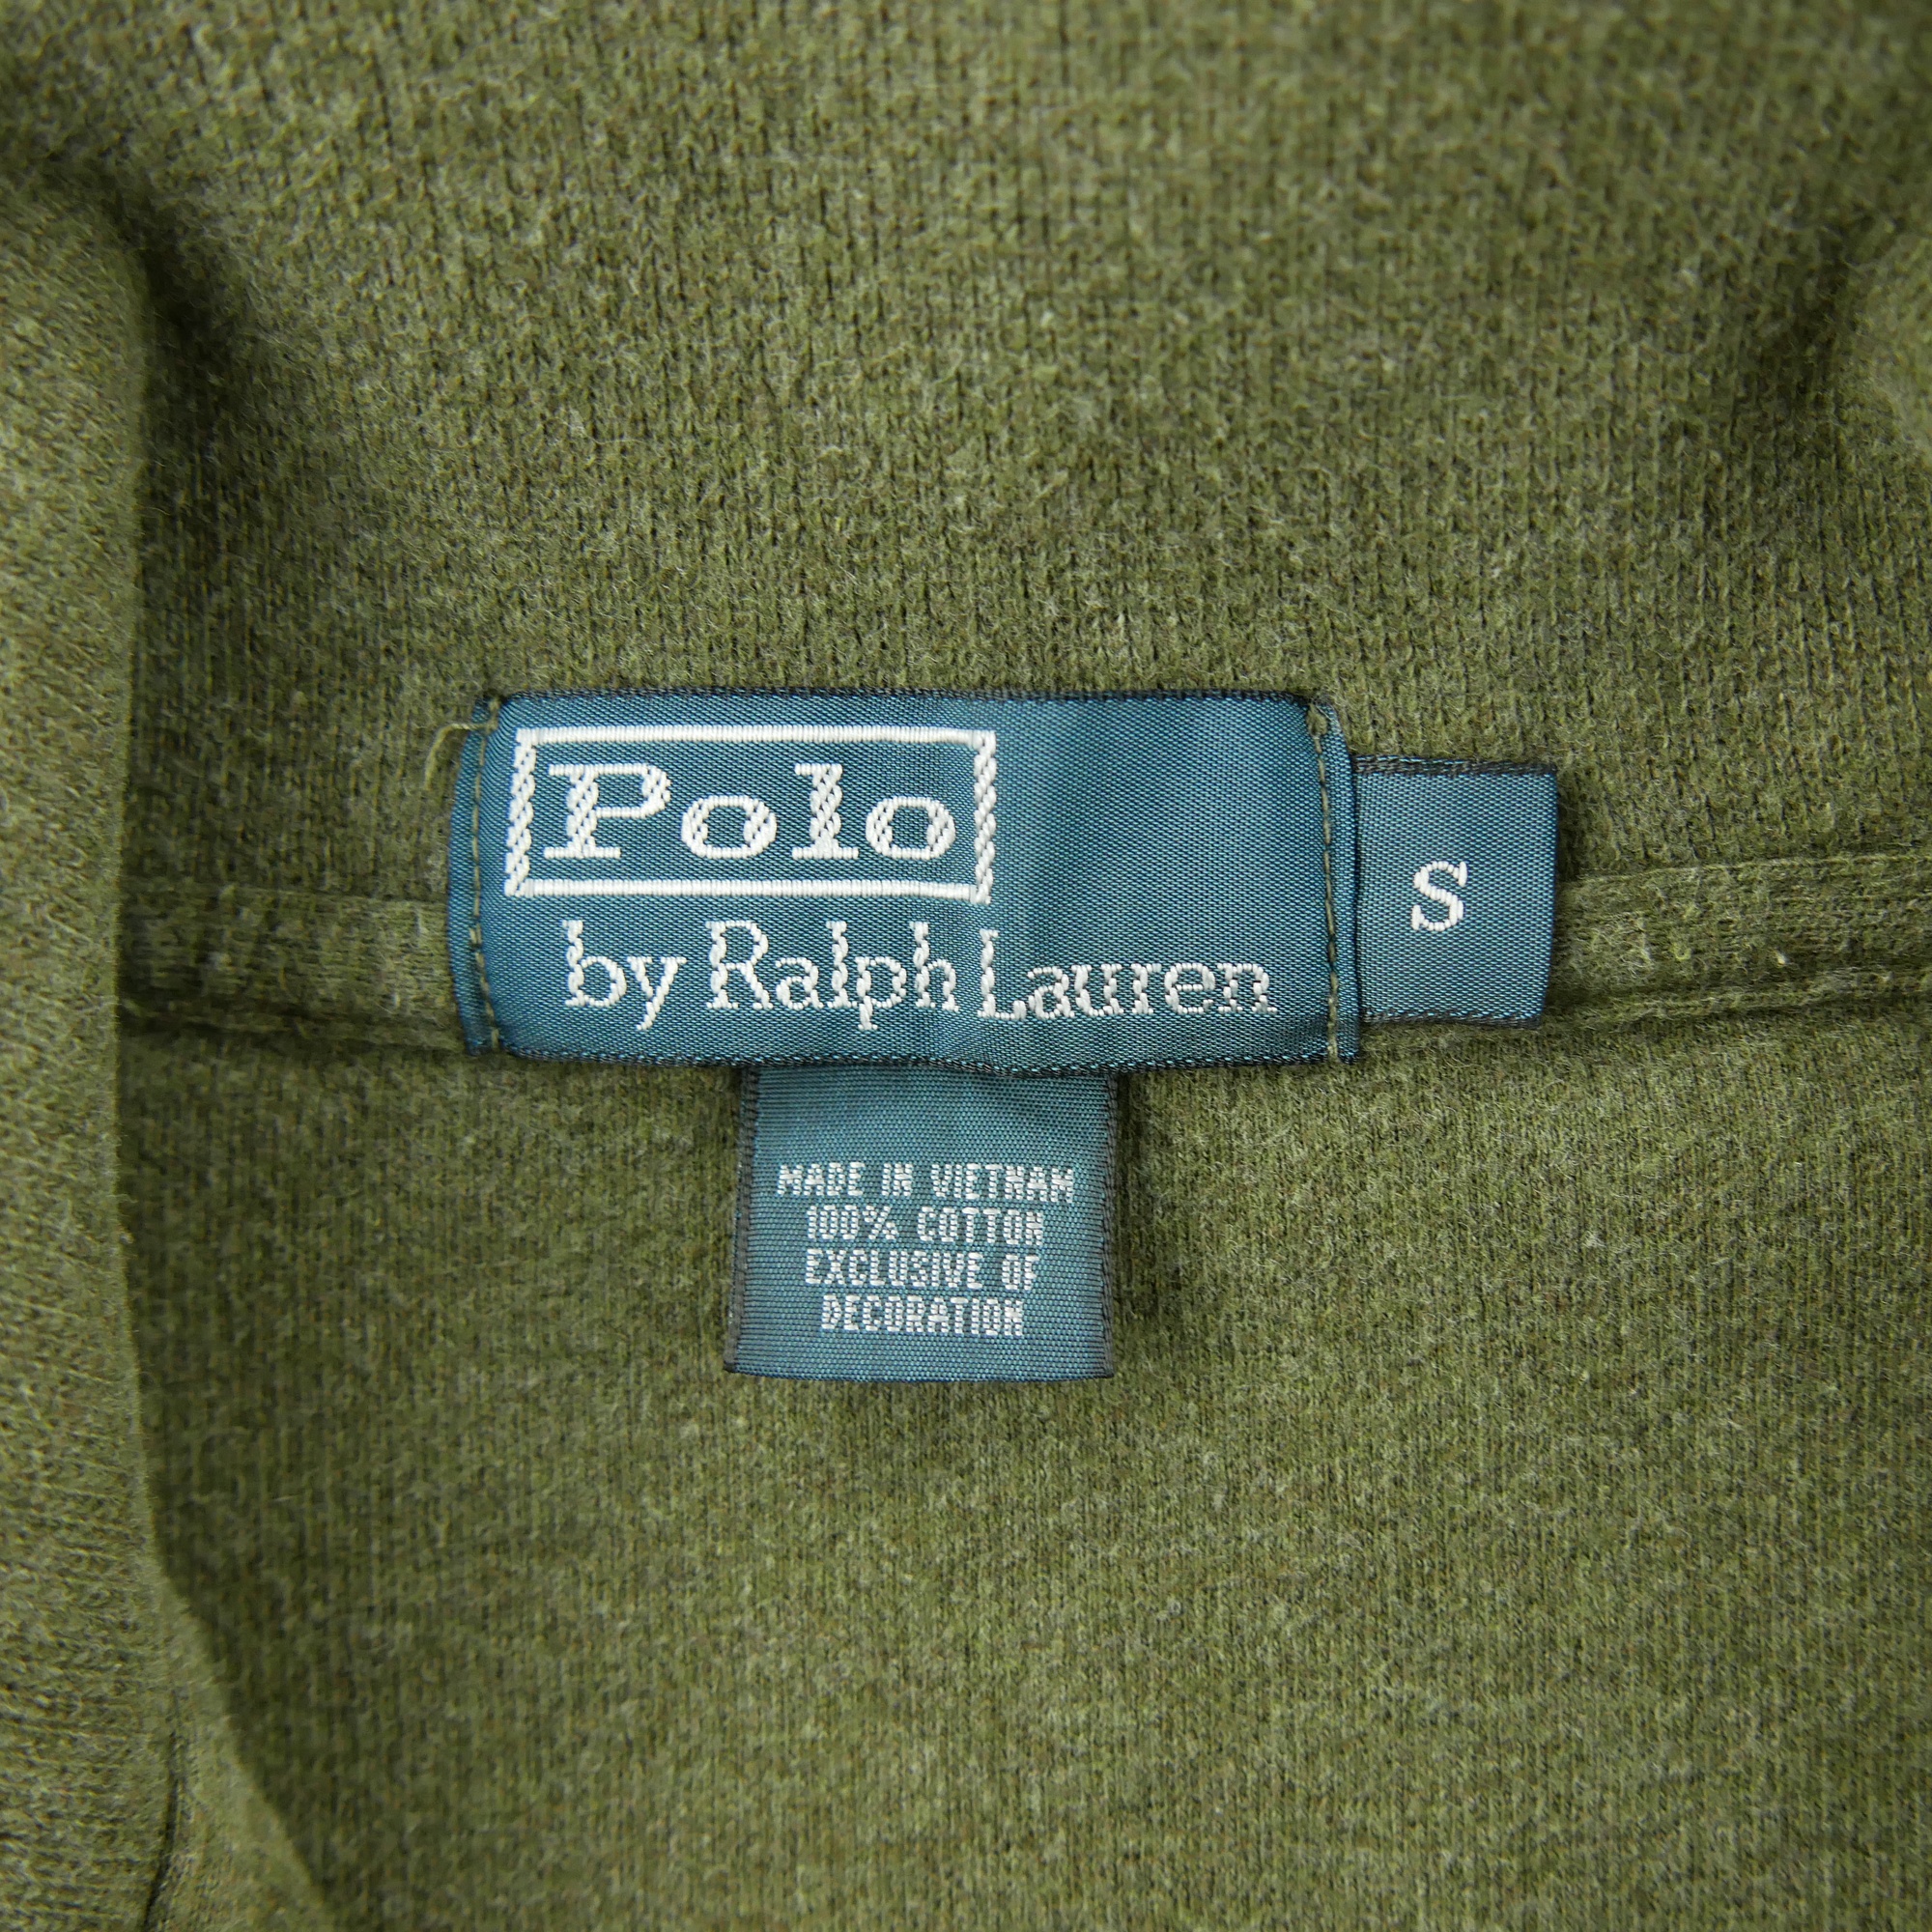 Polo
by Ralph Lauren
S
MADE IN VIETNAM
100% COTTON
EXCLUSIVE OF
DECORATION